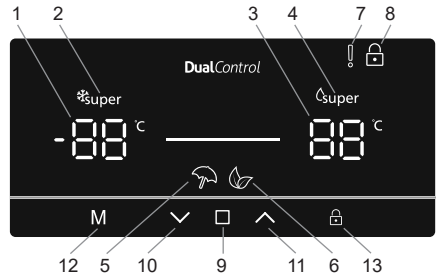 1 2 3 4 7 8
DualControl
super super
-88 °C 88 °C
M
12 5 10 9 11 6 13